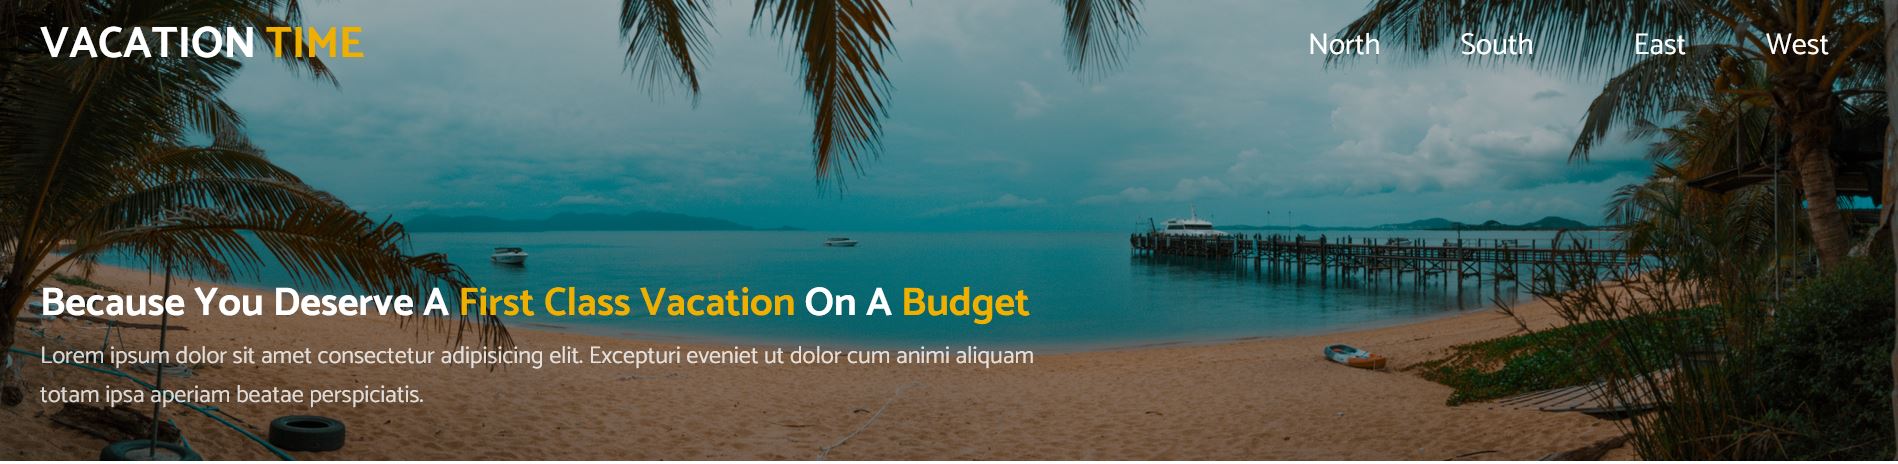 VACATION TIME
North South East West
Because You Deserve A First Class Vacation On A Budget
Lorem ipsum dolor sit amet consectetur adipisicing elit. Excepturi eveniet ut dolor cum animi aliquam
totam ipsa aperiam beatae perspiciatis.